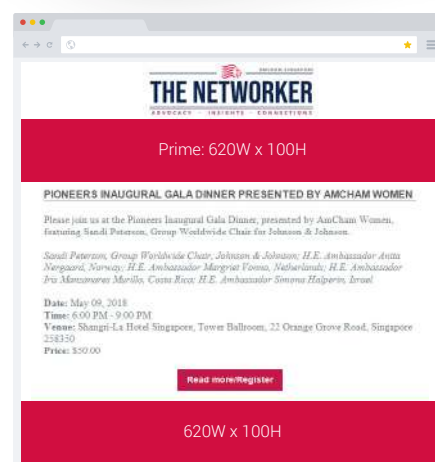 AMCHAM SINGAPORE
THE NETWORKER
ADVOCACY · INSIGHTS · CONNECTIONS
Prime: 620W x 100H
PIONEERS INAUGURAL GALA DINNER PRESENTED BY AMCHAM WOMEN
Please join us at the Pioneers Inaugural Gala Dinner, presented by AmCham Women,
featuring Sandi Peterson, Group Worldwide Chair for Johnson & Johnson.
Sandi Peterson, Group Worldwide Chair, Johnson & Johnson; H.E. Ambassador Anita
Nergaard, Norway; H.E. Ambassador Margriet Vonno, Netherlands; H.E. Ambassador
Iris Manzanares Murillo, Costa Rica; H.E. Ambassador Simona Halperin, Israel
Date: May 09, 2018
Time: 6:00 PM - 9:00 PM
Venue: Shangri-La Hotel Singapore, Tower Ballroom, 22 Orange Grove Road, Singapore
258350
Price: $50.00
Read more/Register
620W x 100H